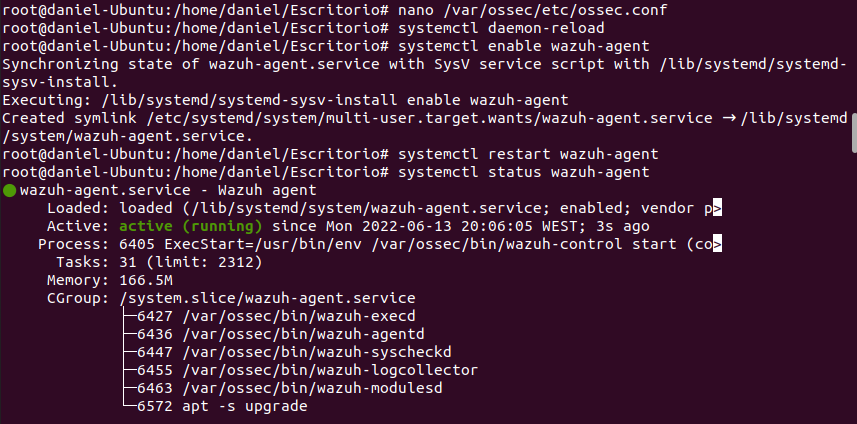 root@daniel-Ubuntu:/home/daniel/Escritorio# nano /var/ossec/etc/ossec.conf
root@daniel-Ubuntu:/home/daniel/Escritorio# systemctl daemon-reload
root@daniel-Ubuntu:/home/daniel/Escritorio# systemctl enable wazuh-agent
Synchronizing state of wazuh-agent.service with SysV service script with /lib/systemd/systemd-
sysv-install.
Executing: /lib/systemd/systemd-sysv-install enable wazuh-agent
Created symlink /etc/systemd/system/multi-user.target.wants/wazuh-agent.service → /lib/systemd
/system/wazuh-agent.service.
root@daniel-Ubuntu:/home/daniel/Escritorio# systemctl restart wazuh-agent
root@daniel-Ubuntu:/home/daniel/Escritorio# systemctl status wazuh-agent
● wazuh-agent.service - Wazuh agent
     Loaded: loaded (/lib/systemd/system/wazuh-agent.service; enabled; vendor p>
     Active: active (running) since Mon 2022-06-13 20:06:05 WEST; 3s ago
    Process: 6405 ExecStart=/usr/bin/env /var/ossec/bin/wazuh-control start (co>
      Tasks: 31 (limit: 2312)
     Memory: 166.5M
     CGroup: /system.slice/wazuh-agent.service
             ├─6427 /var/ossec/bin/wazuh-execd
             ├─6436 /var/ossec/bin/wazuh-agentd
             ├─6447 /var/ossec/bin/wazuh-syscheckd
             ├─6455 /var/ossec/bin/wazuh-logcollector
             ├─6463 /var/ossec/bin/wazuh-modulesd
             └─6572 apt -s upgrade